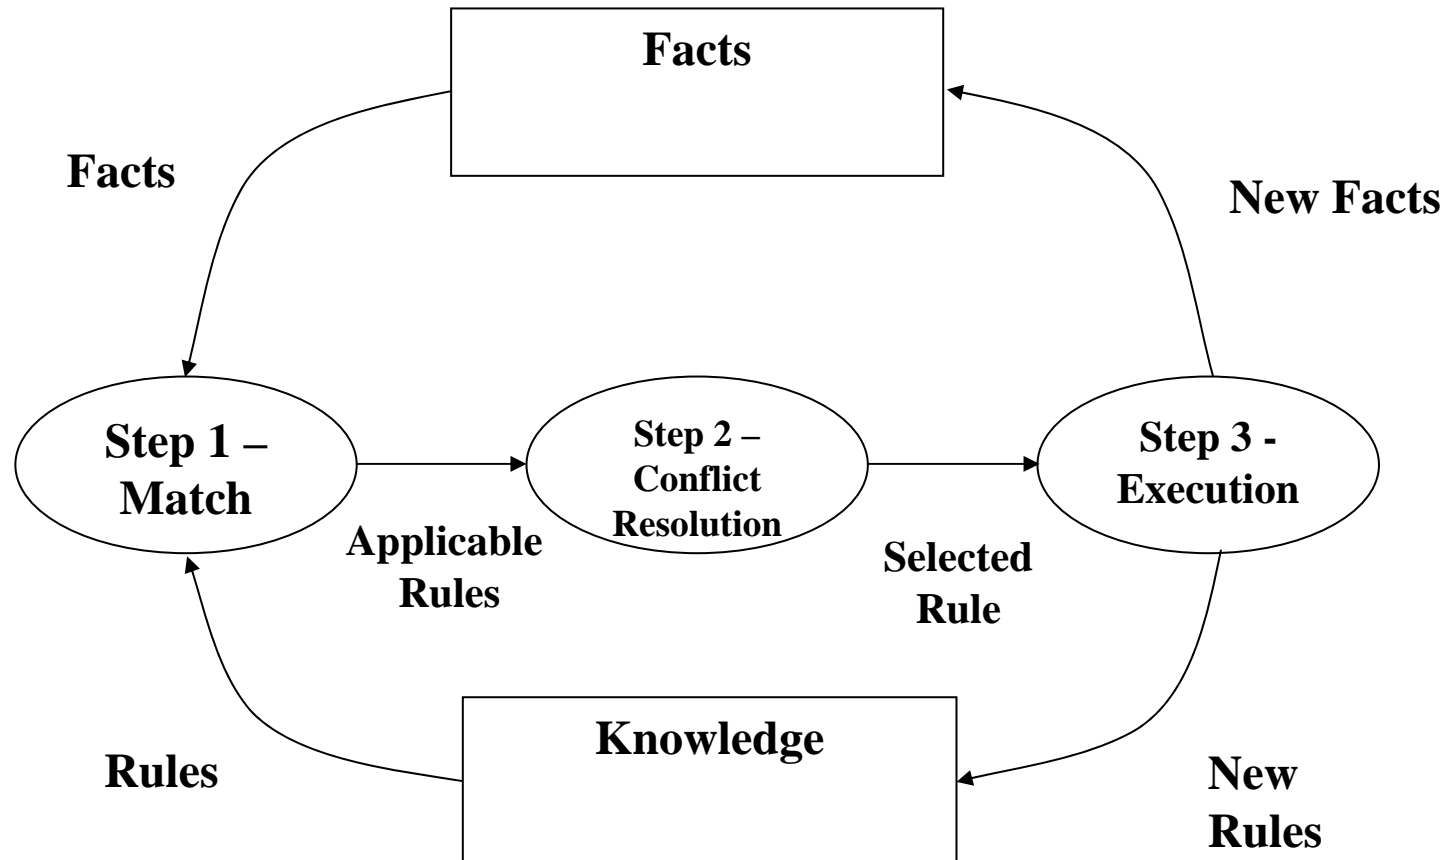 Facts
Facts
New Facts
Step 1 –
Match
Step 2 –
Conflict
Resolution
Step 3 -
Execution
Applicable
Rules
Selected
Rule
Knowledge
Rules
New
Rules